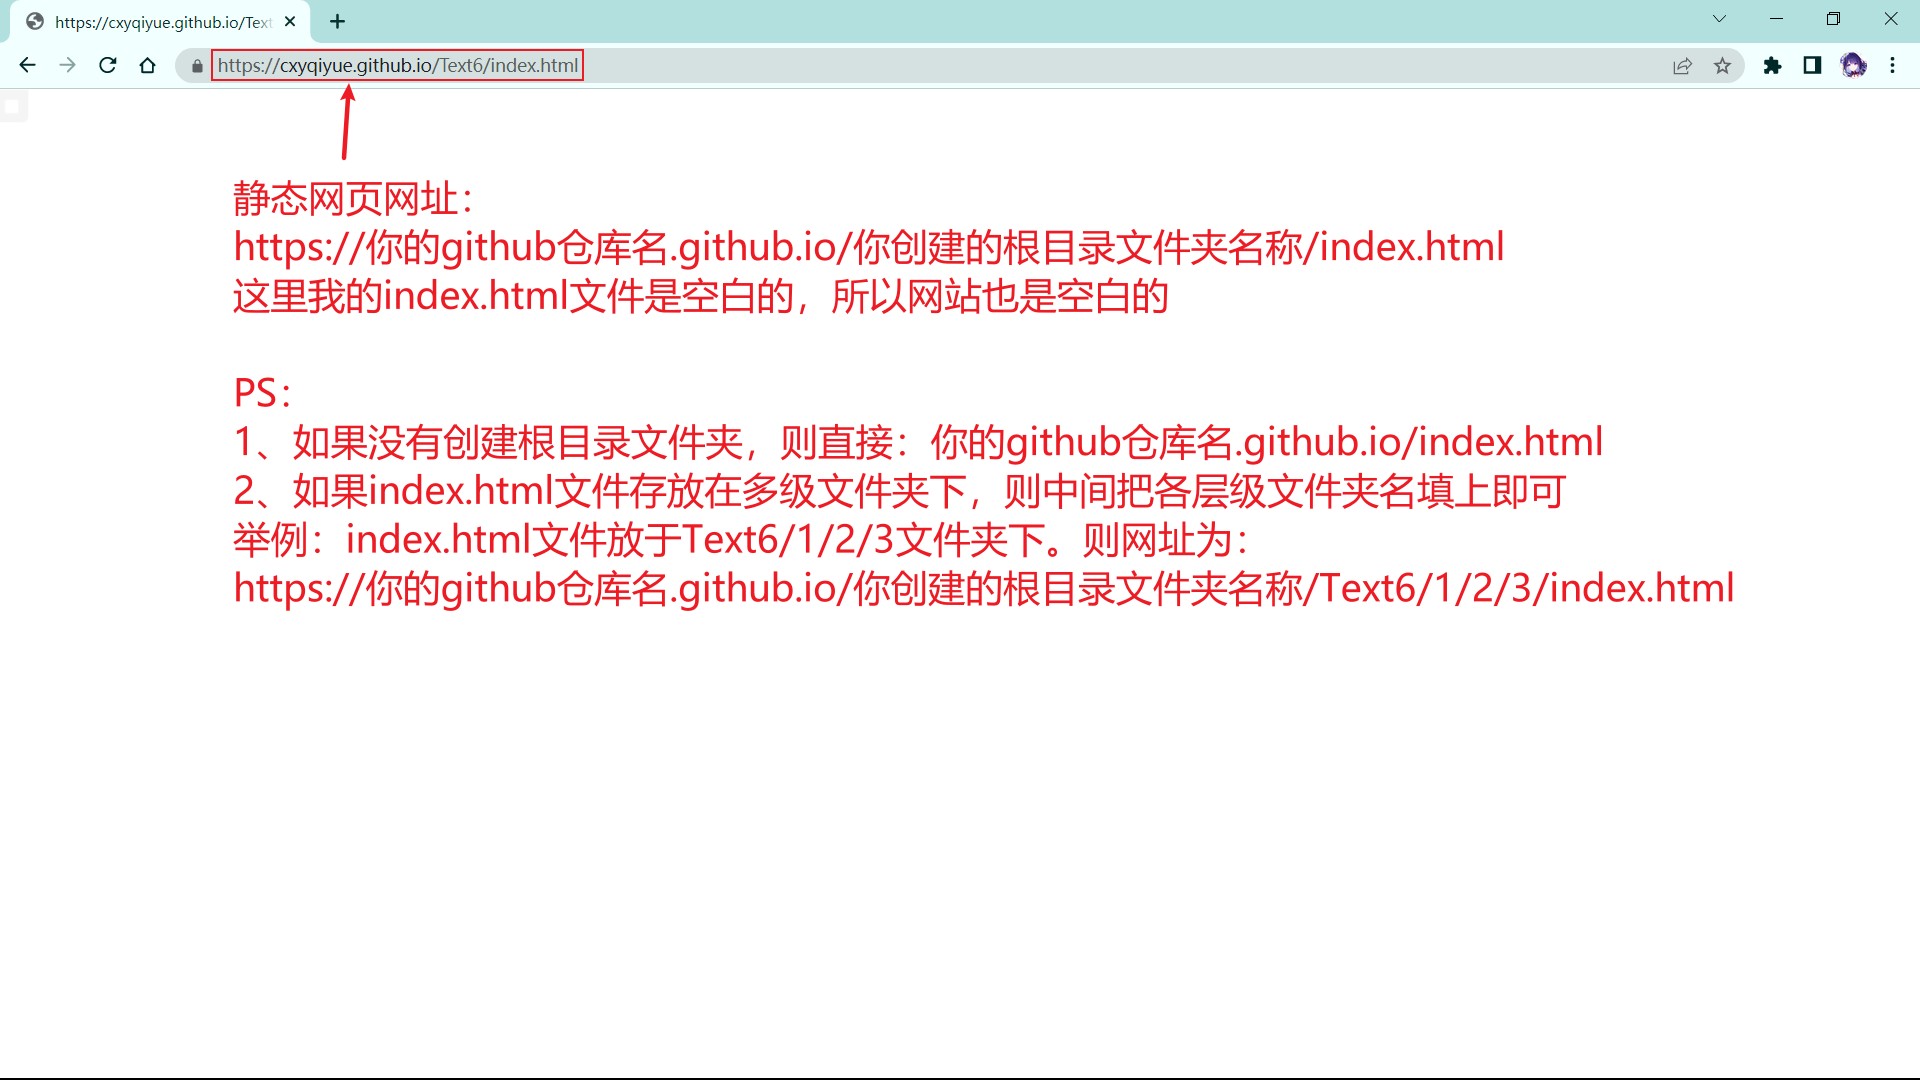 https://cxyqiyue.github.io/Text
https://cxyqiyue.github.io/Text6/index.html
静态网页网址：
https://你的github仓库名.github.io/你创建的根目录文件夹名称/index.html
这里我的index.html文件是空白的，所以网站也是空白的
PS：
1、如果没有创建根目录文件夹，则直接：你的github仓库名.github.io/index.html
2、如果index.html文件存放在多级文件夹下，则中间把各层级文件夹名填上即可
举例：index.html文件放于Text6/1/2/3文件夹下。则网址为：
https://你的github仓库名.github.io/你创建的根目录文件夹名称/Text6/1/2/3/index.html